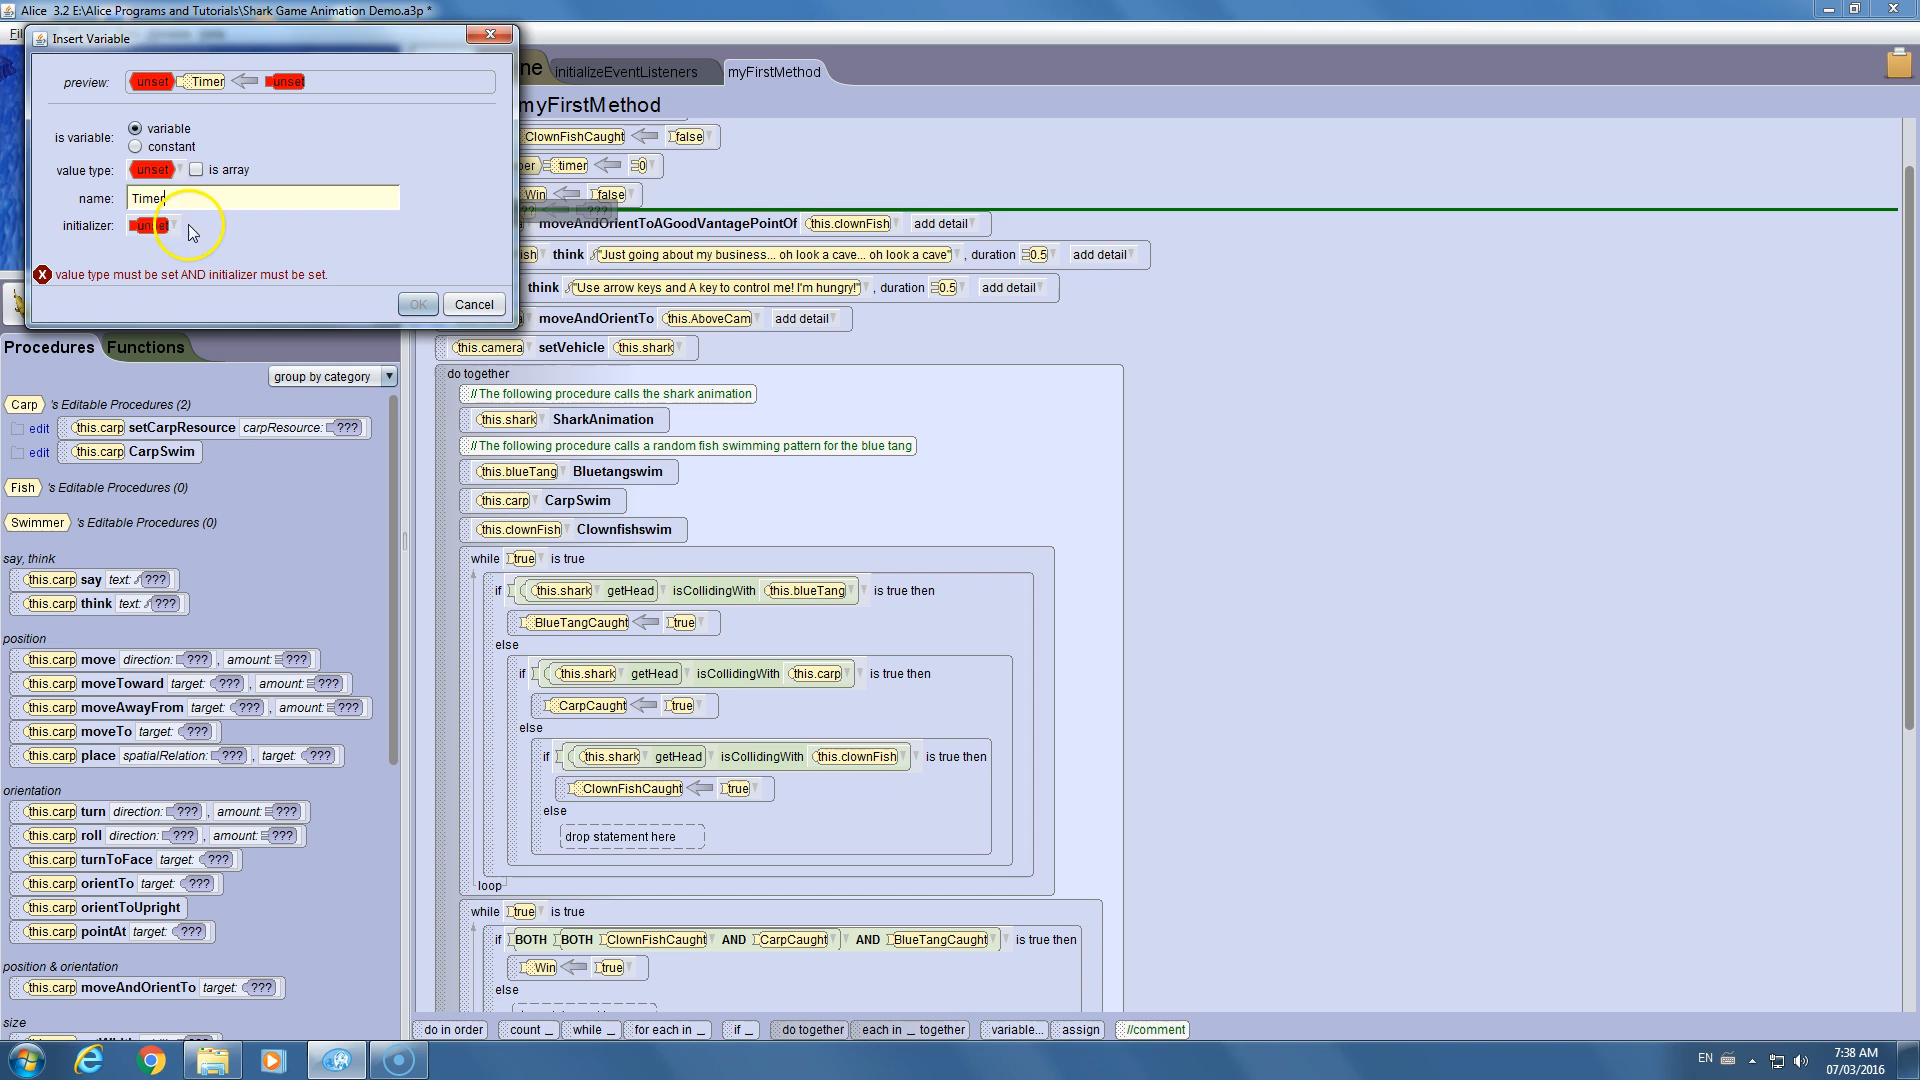 Alice 3.2 E:\Alice Programs and Tutorials\Shark Game Animation Demo.a3p *
Insert Variable
preview: unset Timer unset
is variable: variable
constant
value type: unset is array
name: Timer
initializer: unset
value type must be set AND initializer must be set.
OK Cancel
initializeEventListeners myFirstMethod
myFirstMethod
ClownFishCaught false
timer 0
Win false
moveAndOrientToAGoodVantagePointOf this.clownFish add detail
think "Just going about my business... oh look a cave... oh look a cave" , duration 0.5 add detail
think "Use arrow keys and A key to control me! I'm hungry!" , duration 0.5 add detail
moveAndOrientTo this.AboveCam add detail
this.camera setVehicle this.shark
do together
//The following procedure calls the shark animation
this.shark SharkAnimation
//The following procedure calls a random fish swimming pattern for the blue tang
this.blueTang Bluetangswim
this.carp CarpSwim
this.clownFish Clownfishswim
while true is true
if this.shark getHead isCollidingWith this.blueTang is true then
BlueTangCaught true
else
if this.shark getHead isCollidingWith this.carp is true then
CarpCaught true
else
if this.shark getHead isCollidingWith this.clownFish is true then
ClownFishCaught true
else
drop statement here
loop
while true is true
if BOTH BOTH ClownFishCaught AND CarpCaught AND BlueTangCaught is true then
Win true
else
do in order count _ while _ for each in _ if _ do together each in _ together variable... assign //comment
Procedures Functions
group by category
Carp 's Editable Procedures (2)
edit this.carp setCarpResource carpResource: ???
edit this.carp CarpSwim
Fish 's Editable Procedures (0)
Swimmer 's Editable Procedures (0)
say, think
this.carp say text: ???
this.carp think text: ???
position
this.carp move direction: ??? , amount: ???
this.carp moveToward target: ??? , amount: ???
this.carp moveAwayFrom target: ??? , amount: ???
this.carp moveTo target: ???
this.carp place spatialRelation: ??? , target: ???
orientation
this.carp turn direction: ??? , amount: ???
this.carp roll direction: ??? , amount: ???
this.carp turnToFace target: ???
this.carp orientTo target: ???
this.carp orientToUpright
this.carp pointAt target: ???
position & orientation
this.carp moveAndOrientTo target: ???
size
EN
7:38 AM
07/03/2016